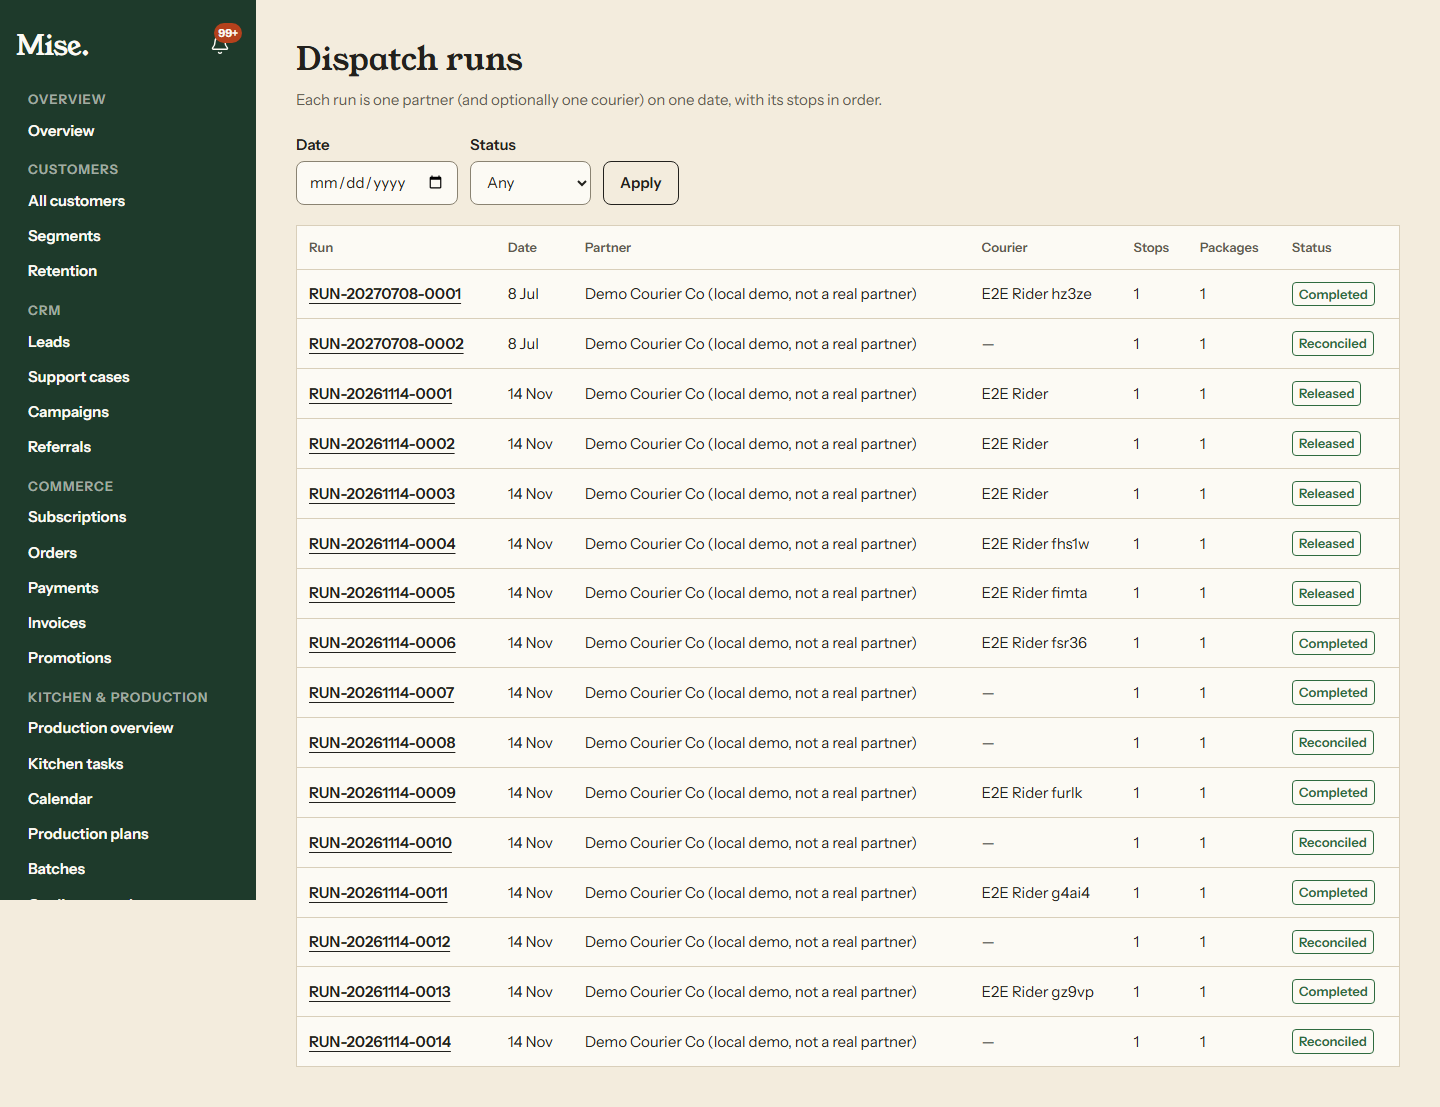 Mise.
99+
OVERVIEW
Overview
CUSTOMERS
All customers
Segments
Retention
CRM
Leads
Support cases
Campaigns
Referrals
COMMERCE
Subscriptions
Orders
Payments
Invoices
Promotions
KITCHEN & PRODUCTION
Production overview
Kitchen tasks
Calendar
Production plans
Batches
Dispatch runs
Each run is one partner (and optionally one courier) on one date, with its stops in order.
Date Status
mm/dd/yyyy Any Apply
Run Date Partner Courier Stops Packages Status
RUN-20270708-0001 8 Jul Demo Courier Co (local demo, not a real partner) E2E Rider hz3ze 1 1 Completed
RUN-20270708-0002 8 Jul Demo Courier Co (local demo, not a real partner) — 1 1 Reconciled
RUN-20261114-0001 14 Nov Demo Courier Co (local demo, not a real partner) E2E Rider 1 1 Released
RUN-20261114-0002 14 Nov Demo Courier Co (local demo, not a real partner) E2E Rider 1 1 Released
RUN-20261114-0003 14 Nov Demo Courier Co (local demo, not a real partner) E2E Rider 1 1 Released
RUN-20261114-0004 14 Nov Demo Courier Co (local demo, not a real partner) E2E Rider fhs1w 1 1 Released
RUN-20261114-0005 14 Nov Demo Courier Co (local demo, not a real partner) E2E Rider fimta 1 1 Released
RUN-20261114-0006 14 Nov Demo Courier Co (local demo, not a real partner) E2E Rider fsr36 1 1 Completed
RUN-20261114-0007 14 Nov Demo Courier Co (local demo, not a real partner) — 1 1 Completed
RUN-20261114-0008 14 Nov Demo Courier Co (local demo, not a real partner) — 1 1 Reconciled
RUN-20261114-0009 14 Nov Demo Courier Co (local demo, not a real partner) E2E Rider furlk 1 1 Completed
RUN-20261114-0010 14 Nov Demo Courier Co (local demo, not a real partner) — 1 1 Reconciled
RUN-20261114-0011 14 Nov Demo Courier Co (local demo, not a real partner) E2E Rider g4ai4 1 1 Completed
RUN-20261114-0012 14 Nov Demo Courier Co (local demo, not a real partner) — 1 1 Reconciled
RUN-20261114-0013 14 Nov Demo Courier Co (local demo, not a real partner) E2E Rider gz9vp 1 1 Completed
RUN-20261114-0014 14 Nov Demo Courier Co (local demo, not a real partner) — 1 1 Reconciled